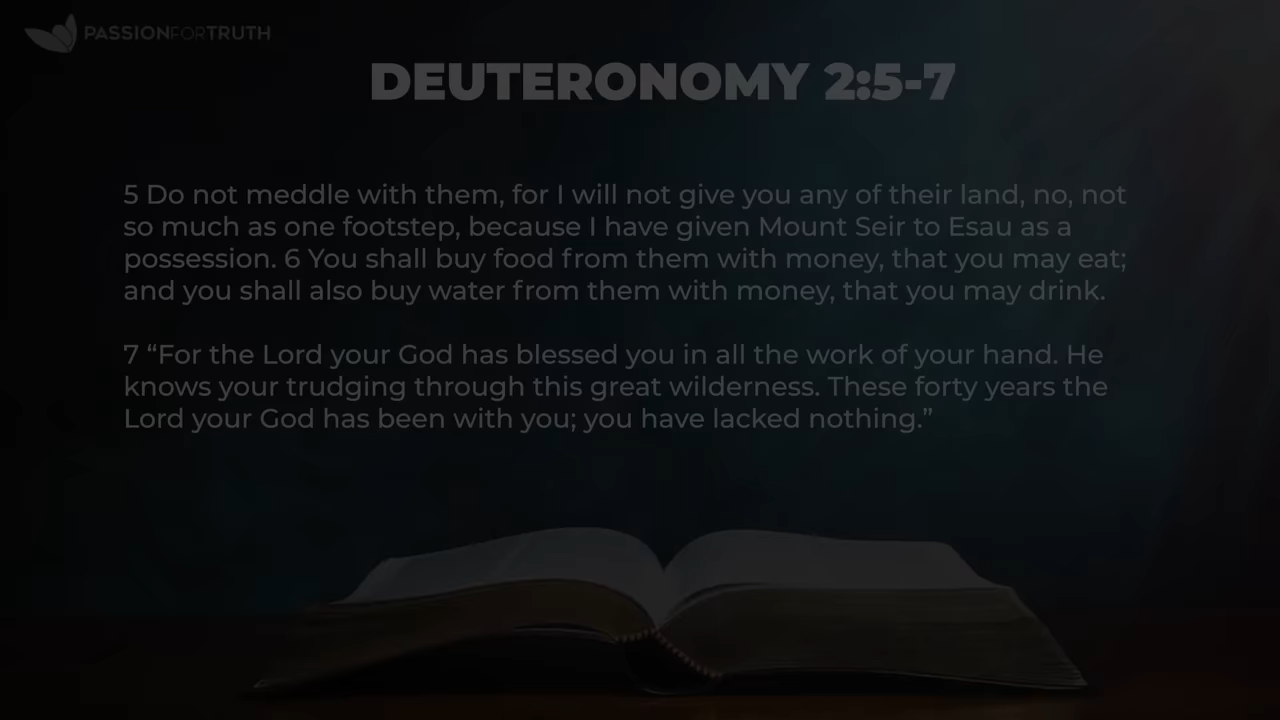 PASSIONFORTRUTH
DEUTERONOMY 2:5-7
5 Do not meddle with them, for I will not give you any of their land, no, not
so much as one footstep, because I have given Mount Seir to Esau as a
possession. 6 You shall buy food from them with money, that you may eat;
and you shall also buy water from them with money, that you may drink.
7 “For the Lord your God has blessed you in all the work of your hand. He
knows your trudging through this great wilderness. These forty years the
Lord your God has been with you; you have lacked nothing.”